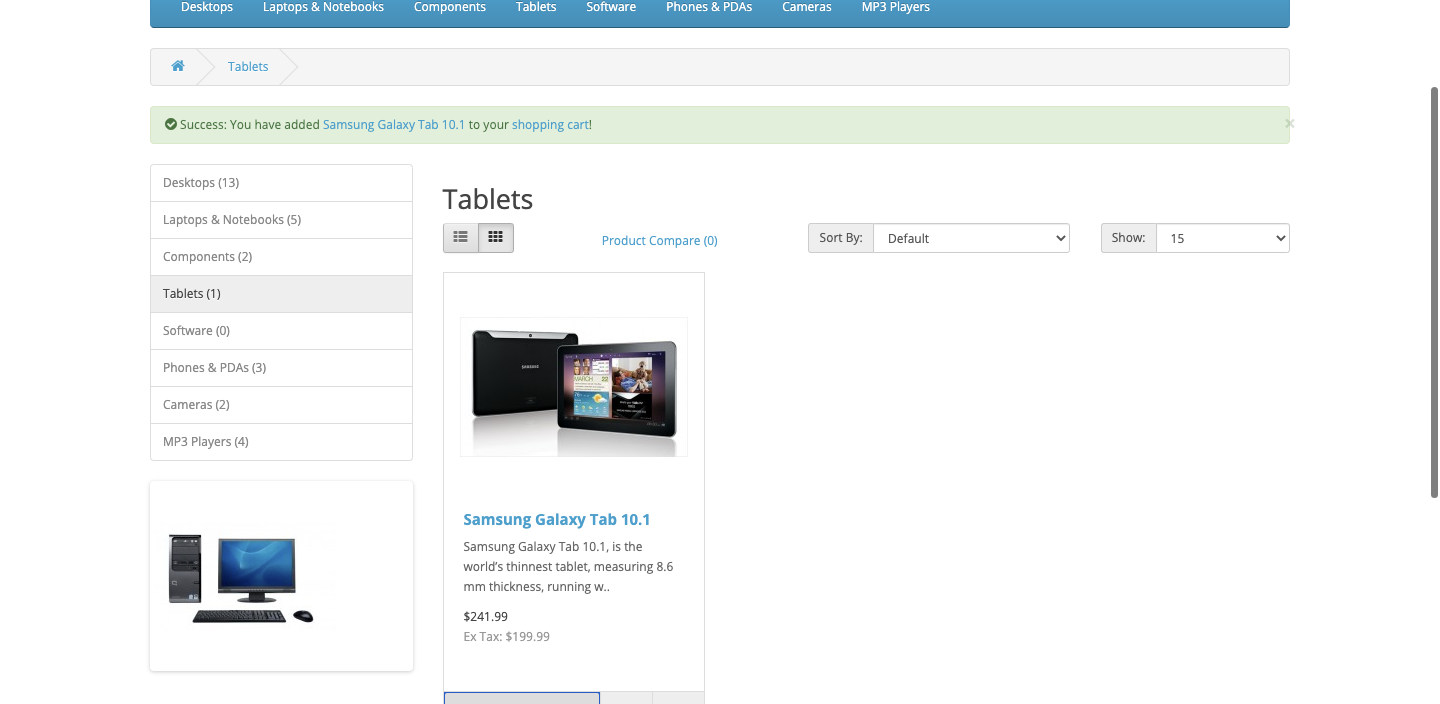 Desktops Laptops & Notebooks Components Tablets Software Phones & PDAs Cameras MP3 Players
Tablets
Success: You have added Samsung Galaxy Tab 10.1 to your shopping cart!
×
Desktops (13)
Laptops & Notebooks (5)
Components (2)
Tablets (1)
Software (0)
Phones & PDAs (3)
Cameras (2)
MP3 Players (4)
Tablets
Product Compare (0)
Sort By: Default
Show: 15
SAMSUNG
MARCH 22
Samsung Galaxy Tab 10.1
Samsung Galaxy Tab 10.1, is the
world’s thinnest tablet, measuring 8.6
mm thickness, running w..
$241.99
Ex Tax: $199.99